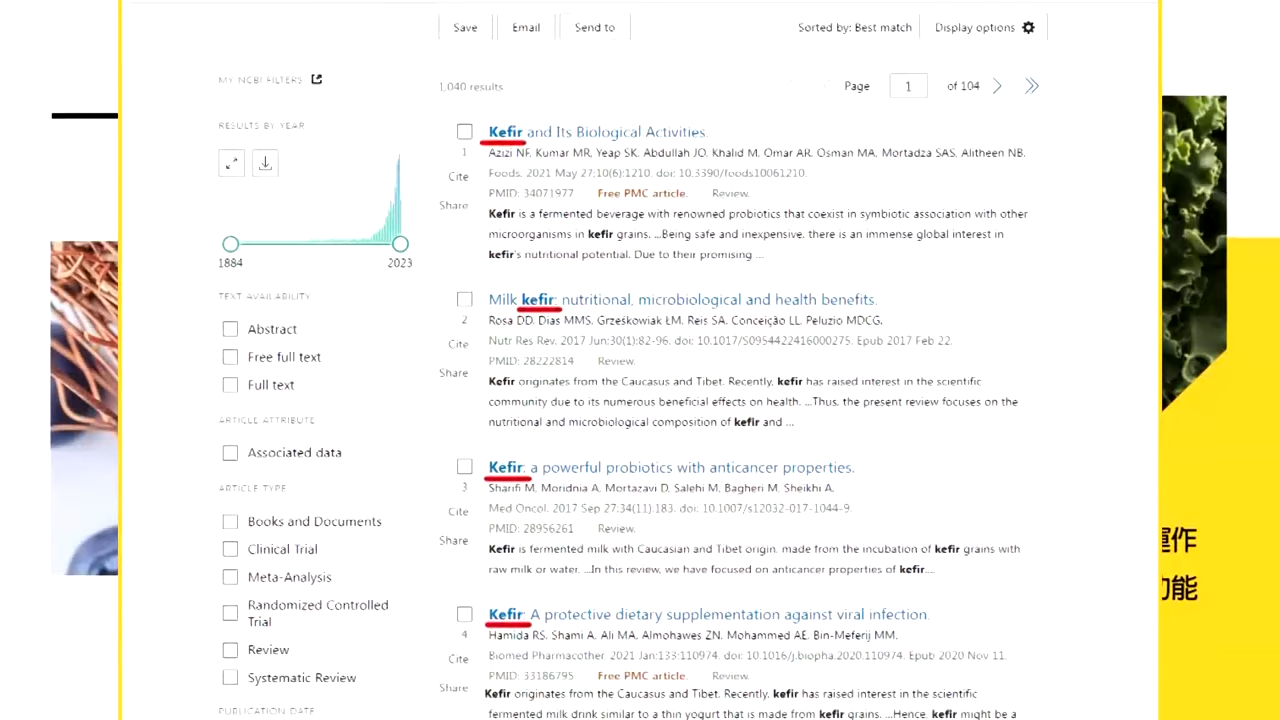 Save
Email
Send to
Sorted by: Best match
Display options
MY NCBI FILTERS
1,040 results
Page
1
of 104
RESULTS BY YEAR
1884
2023
TEXT AVAILABILITY
Abstract
Free full text
Full text
ARTICLE ATTRIBUTE
Associated data
ARTICLE TYPE
Books and Documents
Clinical Trial
Meta-Analysis
Randomized Controlled
Trial
Review
Systematic Review
PUBLICATION DATE
Kefir and Its Biological Activities.
1
Azizi NF, Kumar MR, Yeap SK, Abdullah JO, Khalid M, Omar AR, Osman MA, Mortadza SAS, Alitheen NB.
Cite
Foods. 2021 May 27;10(6):1210. doi: 10.3390/foods10061210.
PMID: 34071977 Free PMC article. Review.
Share
Kefir is a fermented beverage with renowned probiotics that coexist in symbiotic association with other
microorganisms in kefir grains. ...Being safe and inexpensive, there is an immense global interest in
kefir's nutritional potential. Due to their promising ...
Milk kefir: nutritional, microbiological and health benefits.
2
Rosa DD, Dias MMS, Grześkowiak ŁM, Reis SA, Conceição LL, Peluzio MDCG.
Cite
Nutr Res Rev. 2017 Jun;30(1):82-96. doi: 10.1017/S0954422416000275. Epub 2017 Feb 22.
PMID: 28222814 Review.
Share
Kefir originates from the Caucasus and Tibet. Recently, kefir has raised interest in the scientific
community due to its numerous beneficial effects on health. ...Thus, the present review focuses on the
nutritional and microbiological composition of kefir and ...
Kefir: a powerful probiotics with anticancer properties.
3
Sharifi M, Moridnia A, Mortazavi D, Salehi M, Bagheri M, Sheikhi A.
Cite
Med Oncol. 2017 Sep 27;34(11):183. doi: 10.1007/s12032-017-1044-9.
PMID: 28956261 Review.
Share
Kefir is fermented milk with Caucasian and Tibet origin, made from the incubation of kefir grains with
raw milk or water. ...In this review, we have focused on anticancer properties of kefir....
Kefir: A protective dietary supplementation against viral infection.
4
Hamida RS, Shami A, Ali MA, Almohawes ZN, Mohammed AE, Bin-Meferij MM.
Cite
Biomed Pharmacother. 2021 Jan;133:110974. doi: 10.1016/j.biopha.2020.110974. Epub 2020 Nov 11.
PMID: 33186795 Free PMC article. Review.
Share
Kefir originates from the Caucasus and Tibet. Recently, kefir has raised interest in the scientific
fermented milk drink similar to a thin yogurt that is made from kefir grains. ...Hence, kefir might be a
運作
功能